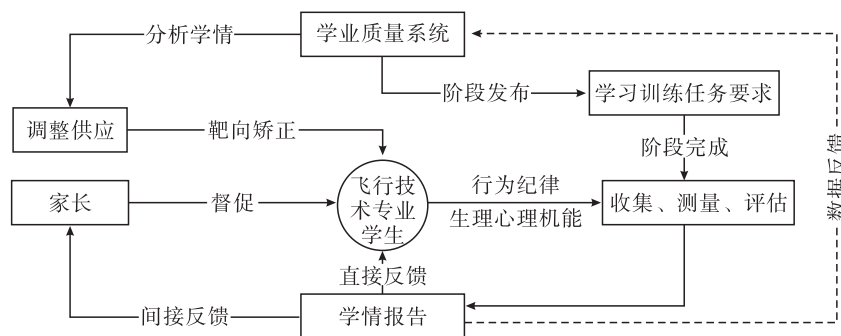 分析学情
学业质量系统
阶段发布
学习训练任务要求
调整供应
靶向矫正
阶段完成
家长
督促
飞行技
术专业
学生
行为纪律
生理心理机能
收集、测量、评估
数据反馈
直接反馈
间接反馈
学情报告